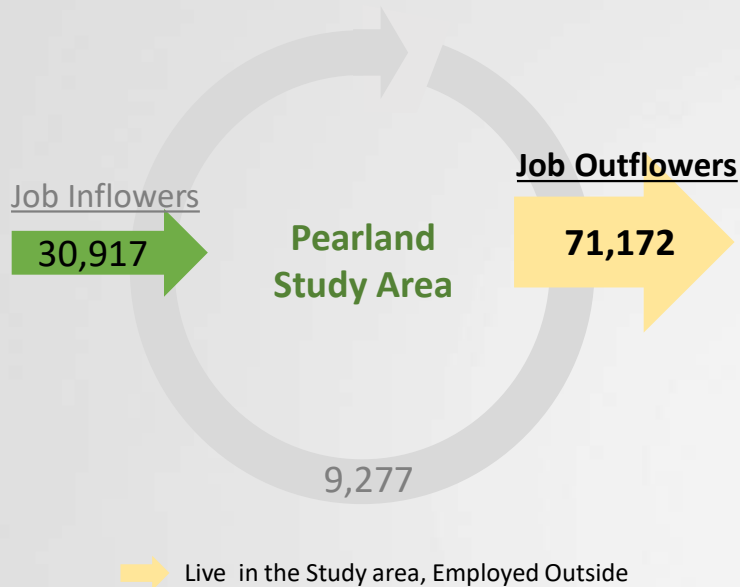 Job Outflowers
Job Inflowers
30,917
Pearland
Study Area
71,172
9,277
Live in the Study area, Employed Outside